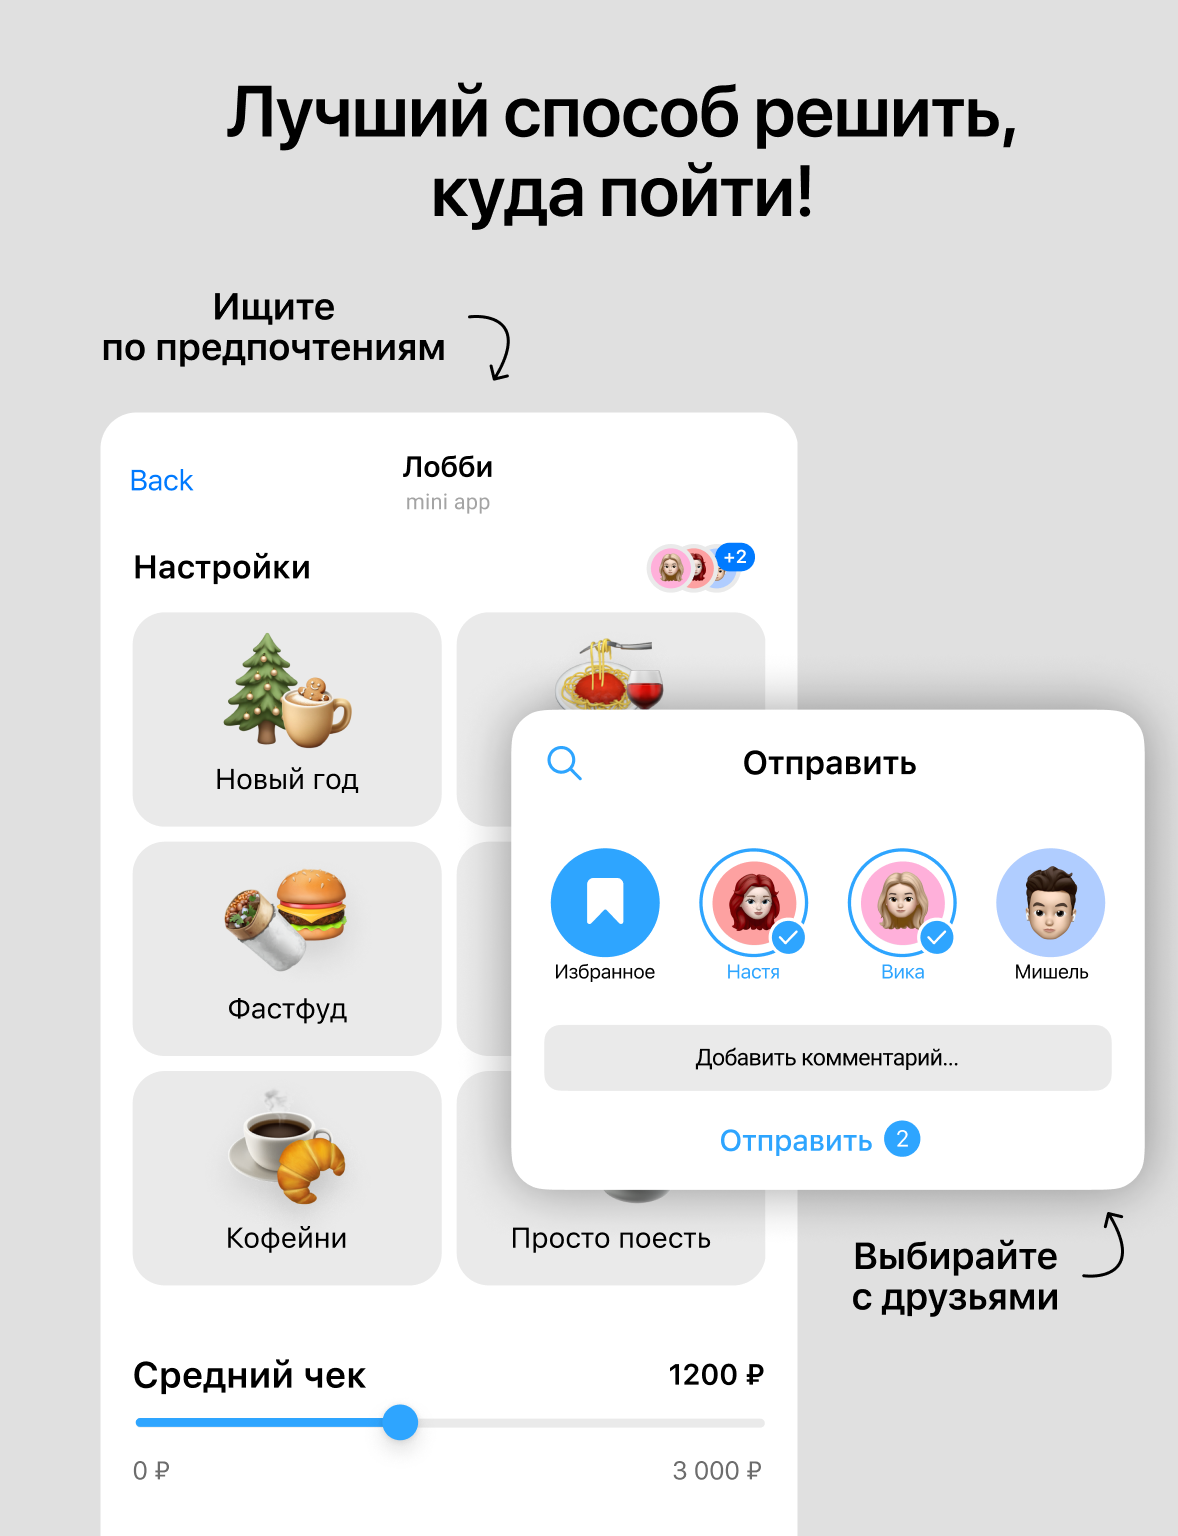 Лучший способ решить,
куда пойти!
Ищите
по предпочтениям
Back
Лобби
mini app
Настройки
+2
Новый год
Фастфуд
Кофейни
Просто поесть
Отправить
Избранное
Настя
Вика
Мишель
Добавить комментарий...
Отправить 2
Выбирайте
с друзьями
Средний чек
1200 ₽
0 ₽
3 000 ₽